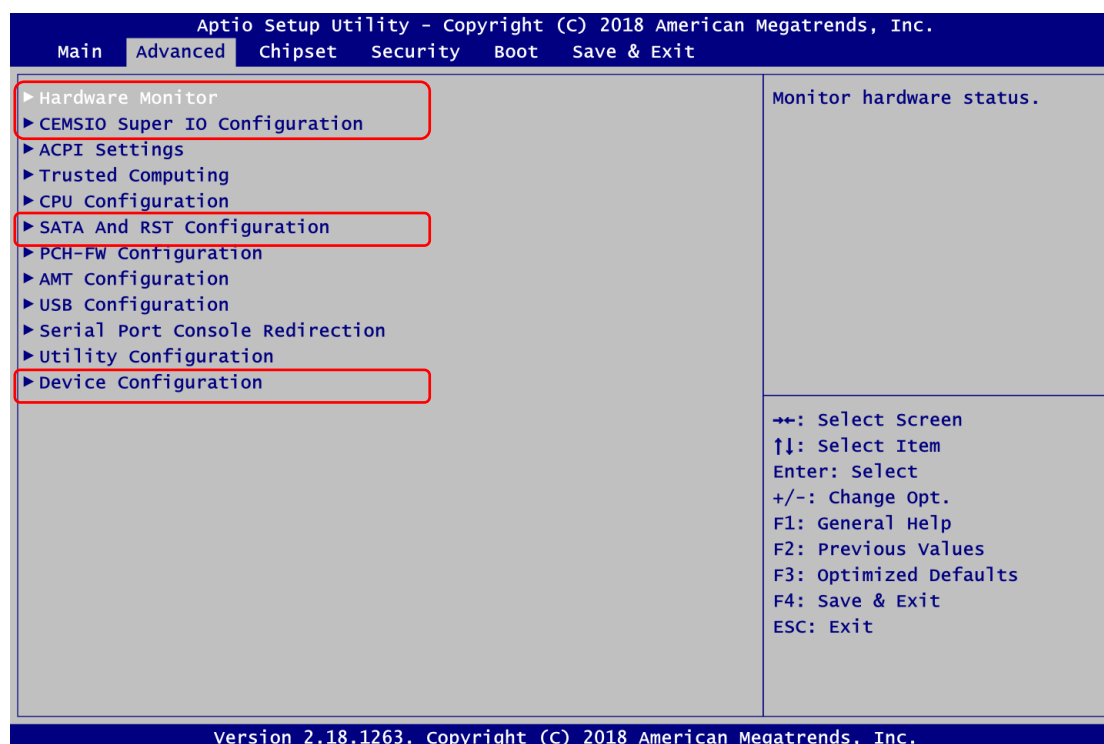 Aptio Setup Utility - Copyright (C) 2018 American Megatrends, Inc.
Main Advanced Chipset Security Boot Save & Exit
►Hardware Monitor
►CEMSIO Super IO Configuration
►ACPI Settings
►Trusted Computing
►CPU Configuration
►SATA And RST Configuration
►PCH-FW Configuration
►AMT Configuration
►USB Configuration
►Serial Port Console Redirection
►Utility Configuration
►Device Configuration
Monitor hardware status.
→←: Select Screen
↑↓: Select Item
Enter: Select
+/-: Change Opt.
F1: General Help
F2: Previous Values
F3: Optimized Defaults
F4: Save & Exit
ESC: Exit
Version 2.18.1263. Copyright (C) 2018 American Megatrends, Inc.